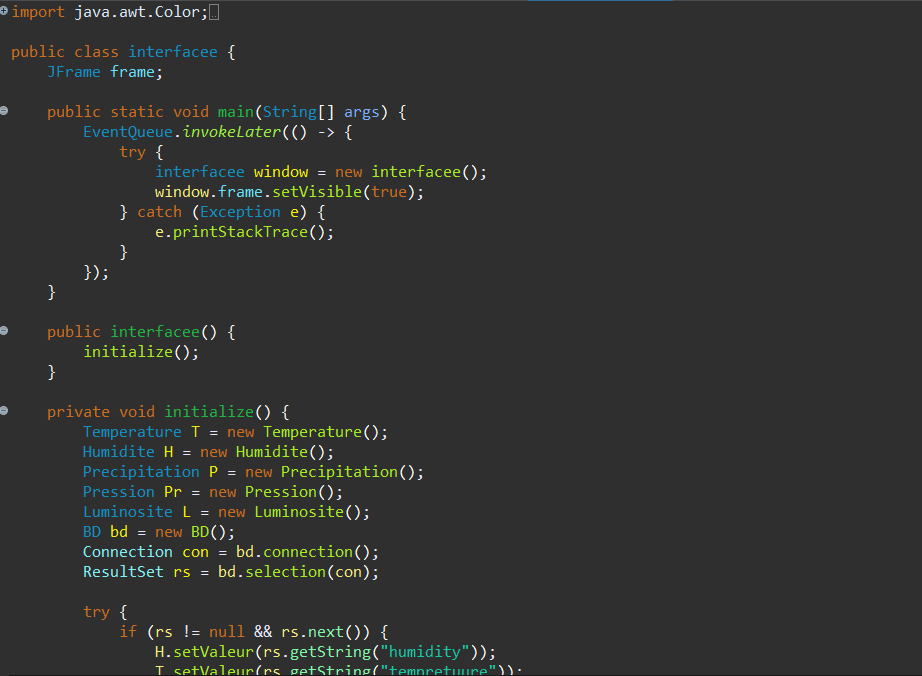 import java.awt.Color;
public class interfacee {
JFrame frame;
public static void main(String[] args) {
EventQueue.invokeLater(() -> {
try {
interfacee window = new interfacee();
window.frame.setVisible(true);
} catch (Exception e) {
e.printStackTrace();
}
});
}
public interfacee() {
initialize();
}
private void initialize() {
Temperature T = new Temperature();
Humidite H = new Humidite();
Precipitation P = new Precipitation();
Pression Pr = new Pression();
Luminosite L = new Luminosite();
BD bd = new BD();
Connection con = bd.connection();
ResultSet rs = bd.selection(con);
try {
if (rs != null && rs.next()) {
H.setValeur(rs.getString("humidity"));
T.setValeur(rs.getString("tempretuure"));